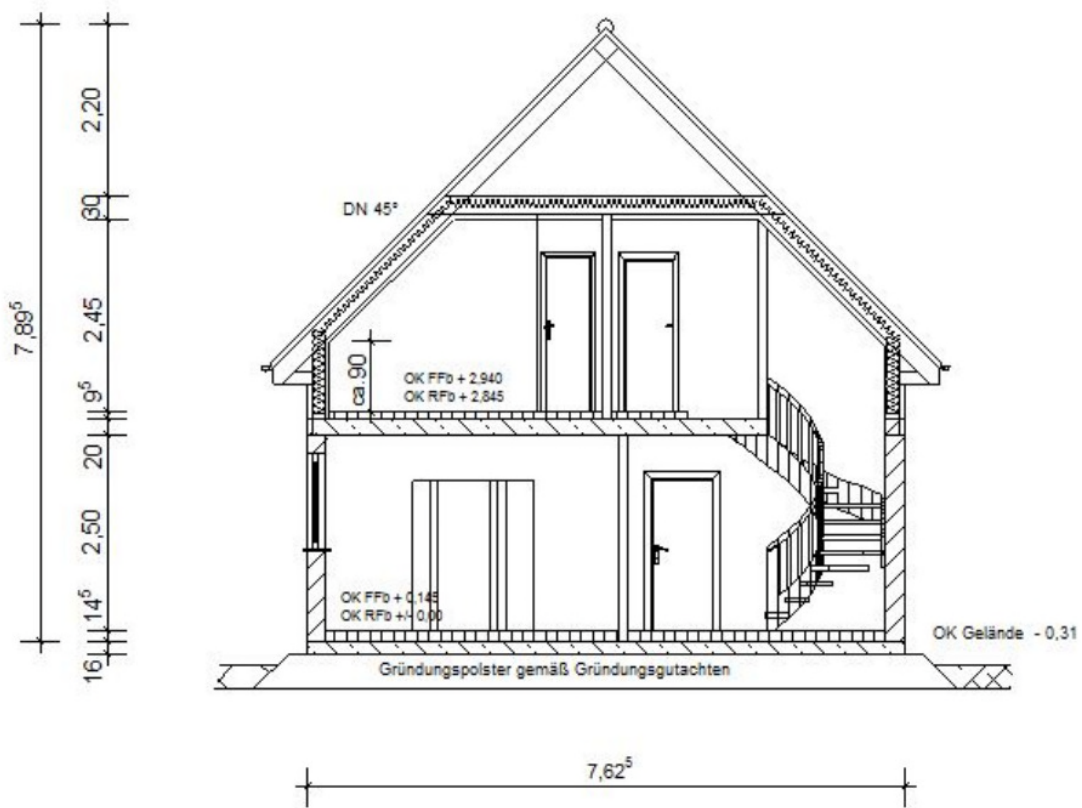 2,20
DN 45°
30
7,89⁵
2,45
ca.90
OK FFb + 2,940
OK RFb + 2,845
9⁵
20
2,50
OK FFb + 0,145
OK RFb +/- 0,00
14⁵
OK Gelände - 0,31
16
Gründungspolster gemäß Gründungsgutachten
7,62⁵